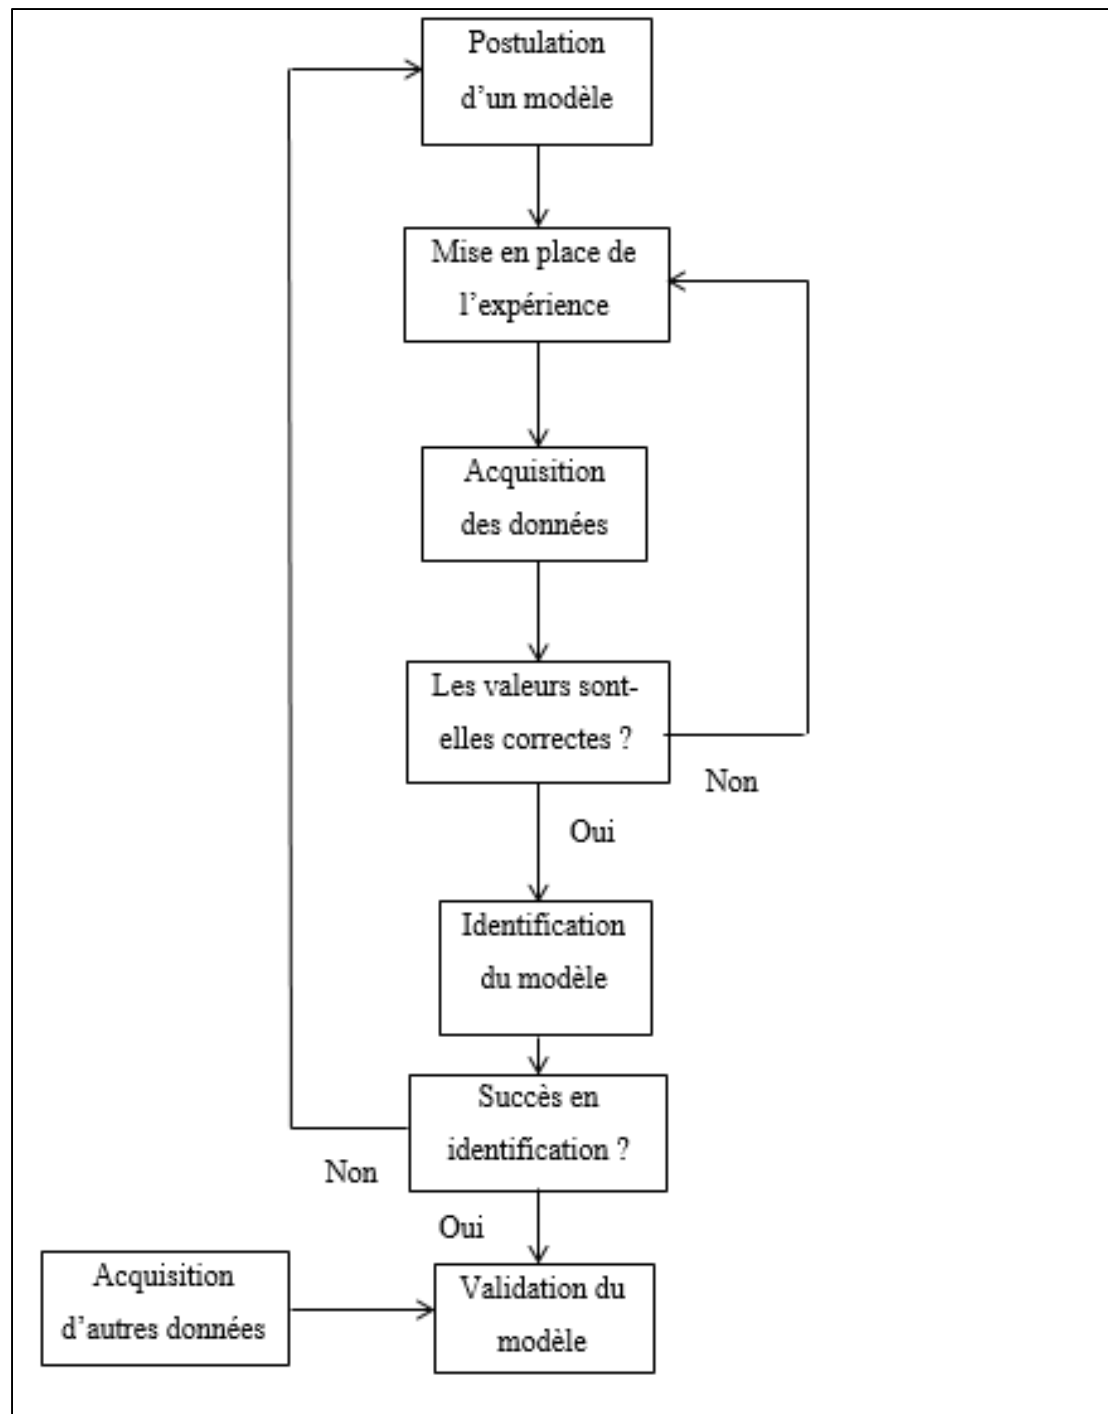 Postulation
d’un modèle
Mise en place de
l’expérience
Acquisition
des données
Les valeurs sont-
elles correctes ?
Non
Oui
Identification
du modèle
Succès en
identification ?
Non
Oui
Acquisition
d’autres données
Validation du
modèle